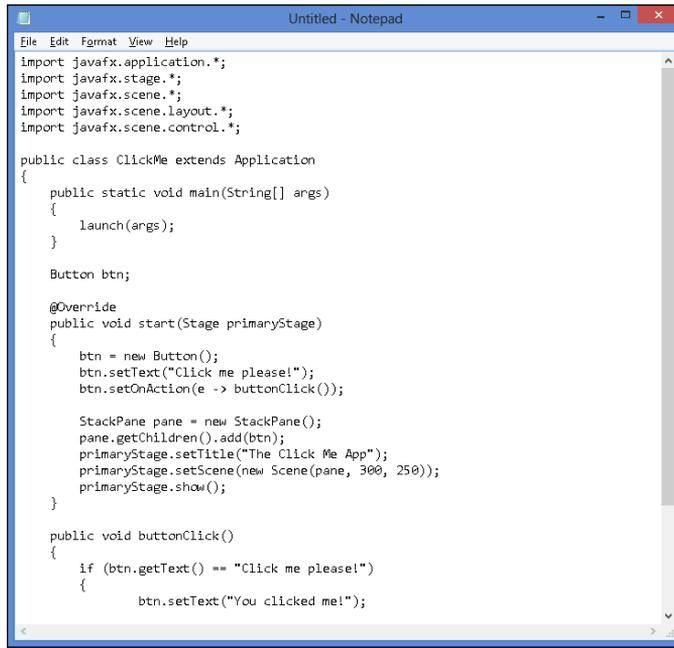 Untitled - Notepad
File Edit Format View Help
import javafx.application.*;
import javafx.stage.*;
import javafx.scene.*;
import javafx.scene.layout.*;
import javafx.scene.control.*;

public class ClickMe extends Application
{
    public static void main(String[] args)
    {
        launch(args);
    }

    Button btn;

    @Override
    public void start(Stage primaryStage)
    {
        btn = new Button();
        btn.setText("Click me please!");
        btn.setOnAction(e -> buttonClick());

        StackPane pane = new StackPane();
        pane.getChildren().add(btn);
        primaryStage.setTitle("The Click Me App");
        primaryStage.setScene(new Scene(pane, 300, 250));
        primaryStage.show();
    }

    public void buttonClick()
    {
        if (btn.getText() == "Click me please!")
        {
                btn.setText("You clicked me!");